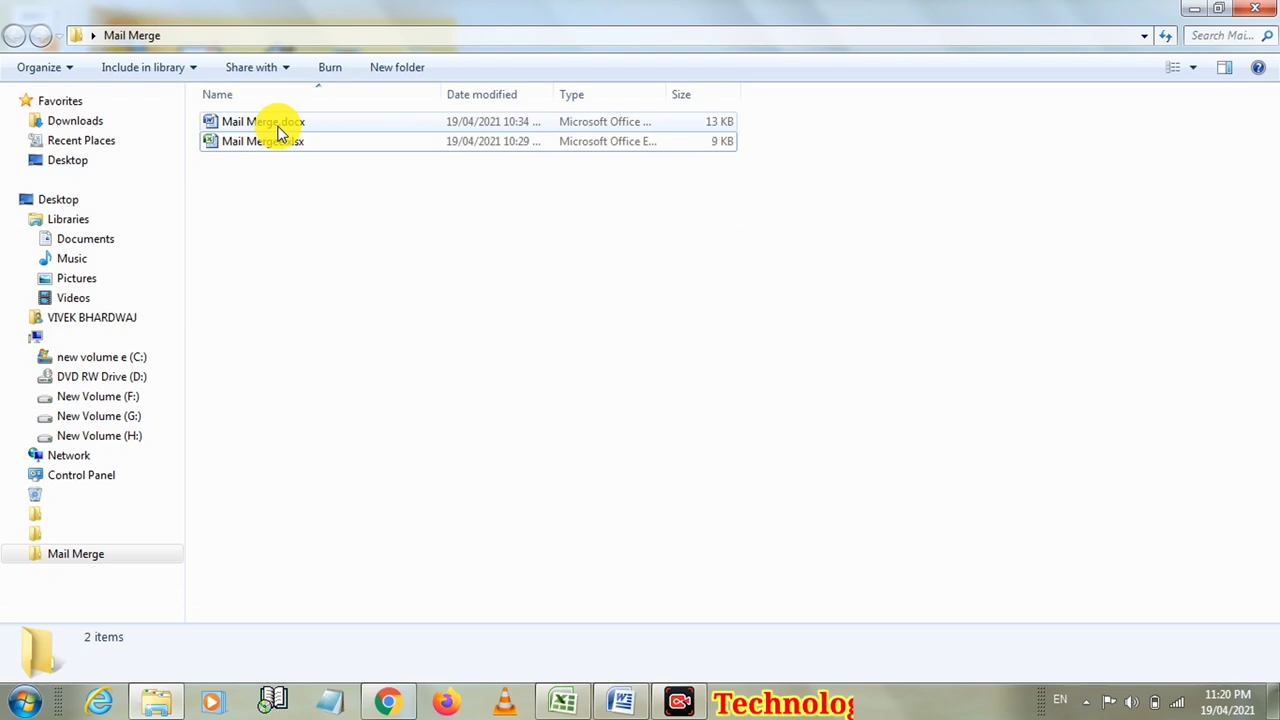 Mail Merge
Search Mai...
Organize
Include in library
Share with
Burn
New folder
Name
Date modified
Type
Size
Mail Merge.docx
19/04/2021 10:34 ...
Microsoft Office ...
13 KB
Mail Merge.xlsx
19/04/2021 10:29 ...
Microsoft Office E...
9 KB
Favorites
Downloads
Recent Places
Desktop
Desktop
Libraries
Documents
Music
Pictures
Videos
VIVEK BHARDWAJ
new volume e (C:)
DVD RW Drive (D:)
New Volume (F:)
New Volume (G:)
New Volume (H:)
Network
Control Panel
Mail Merge
2 items
Technolog
EN
11:20 PM
19/04/2021